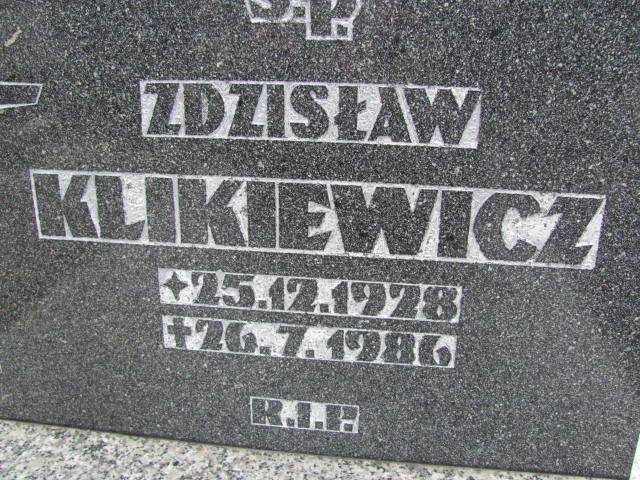 Ś.P.
ZDZISŁAW
KLIKIEWICZ
✦25.12.1928
✝26.7.1986
R.I.P.